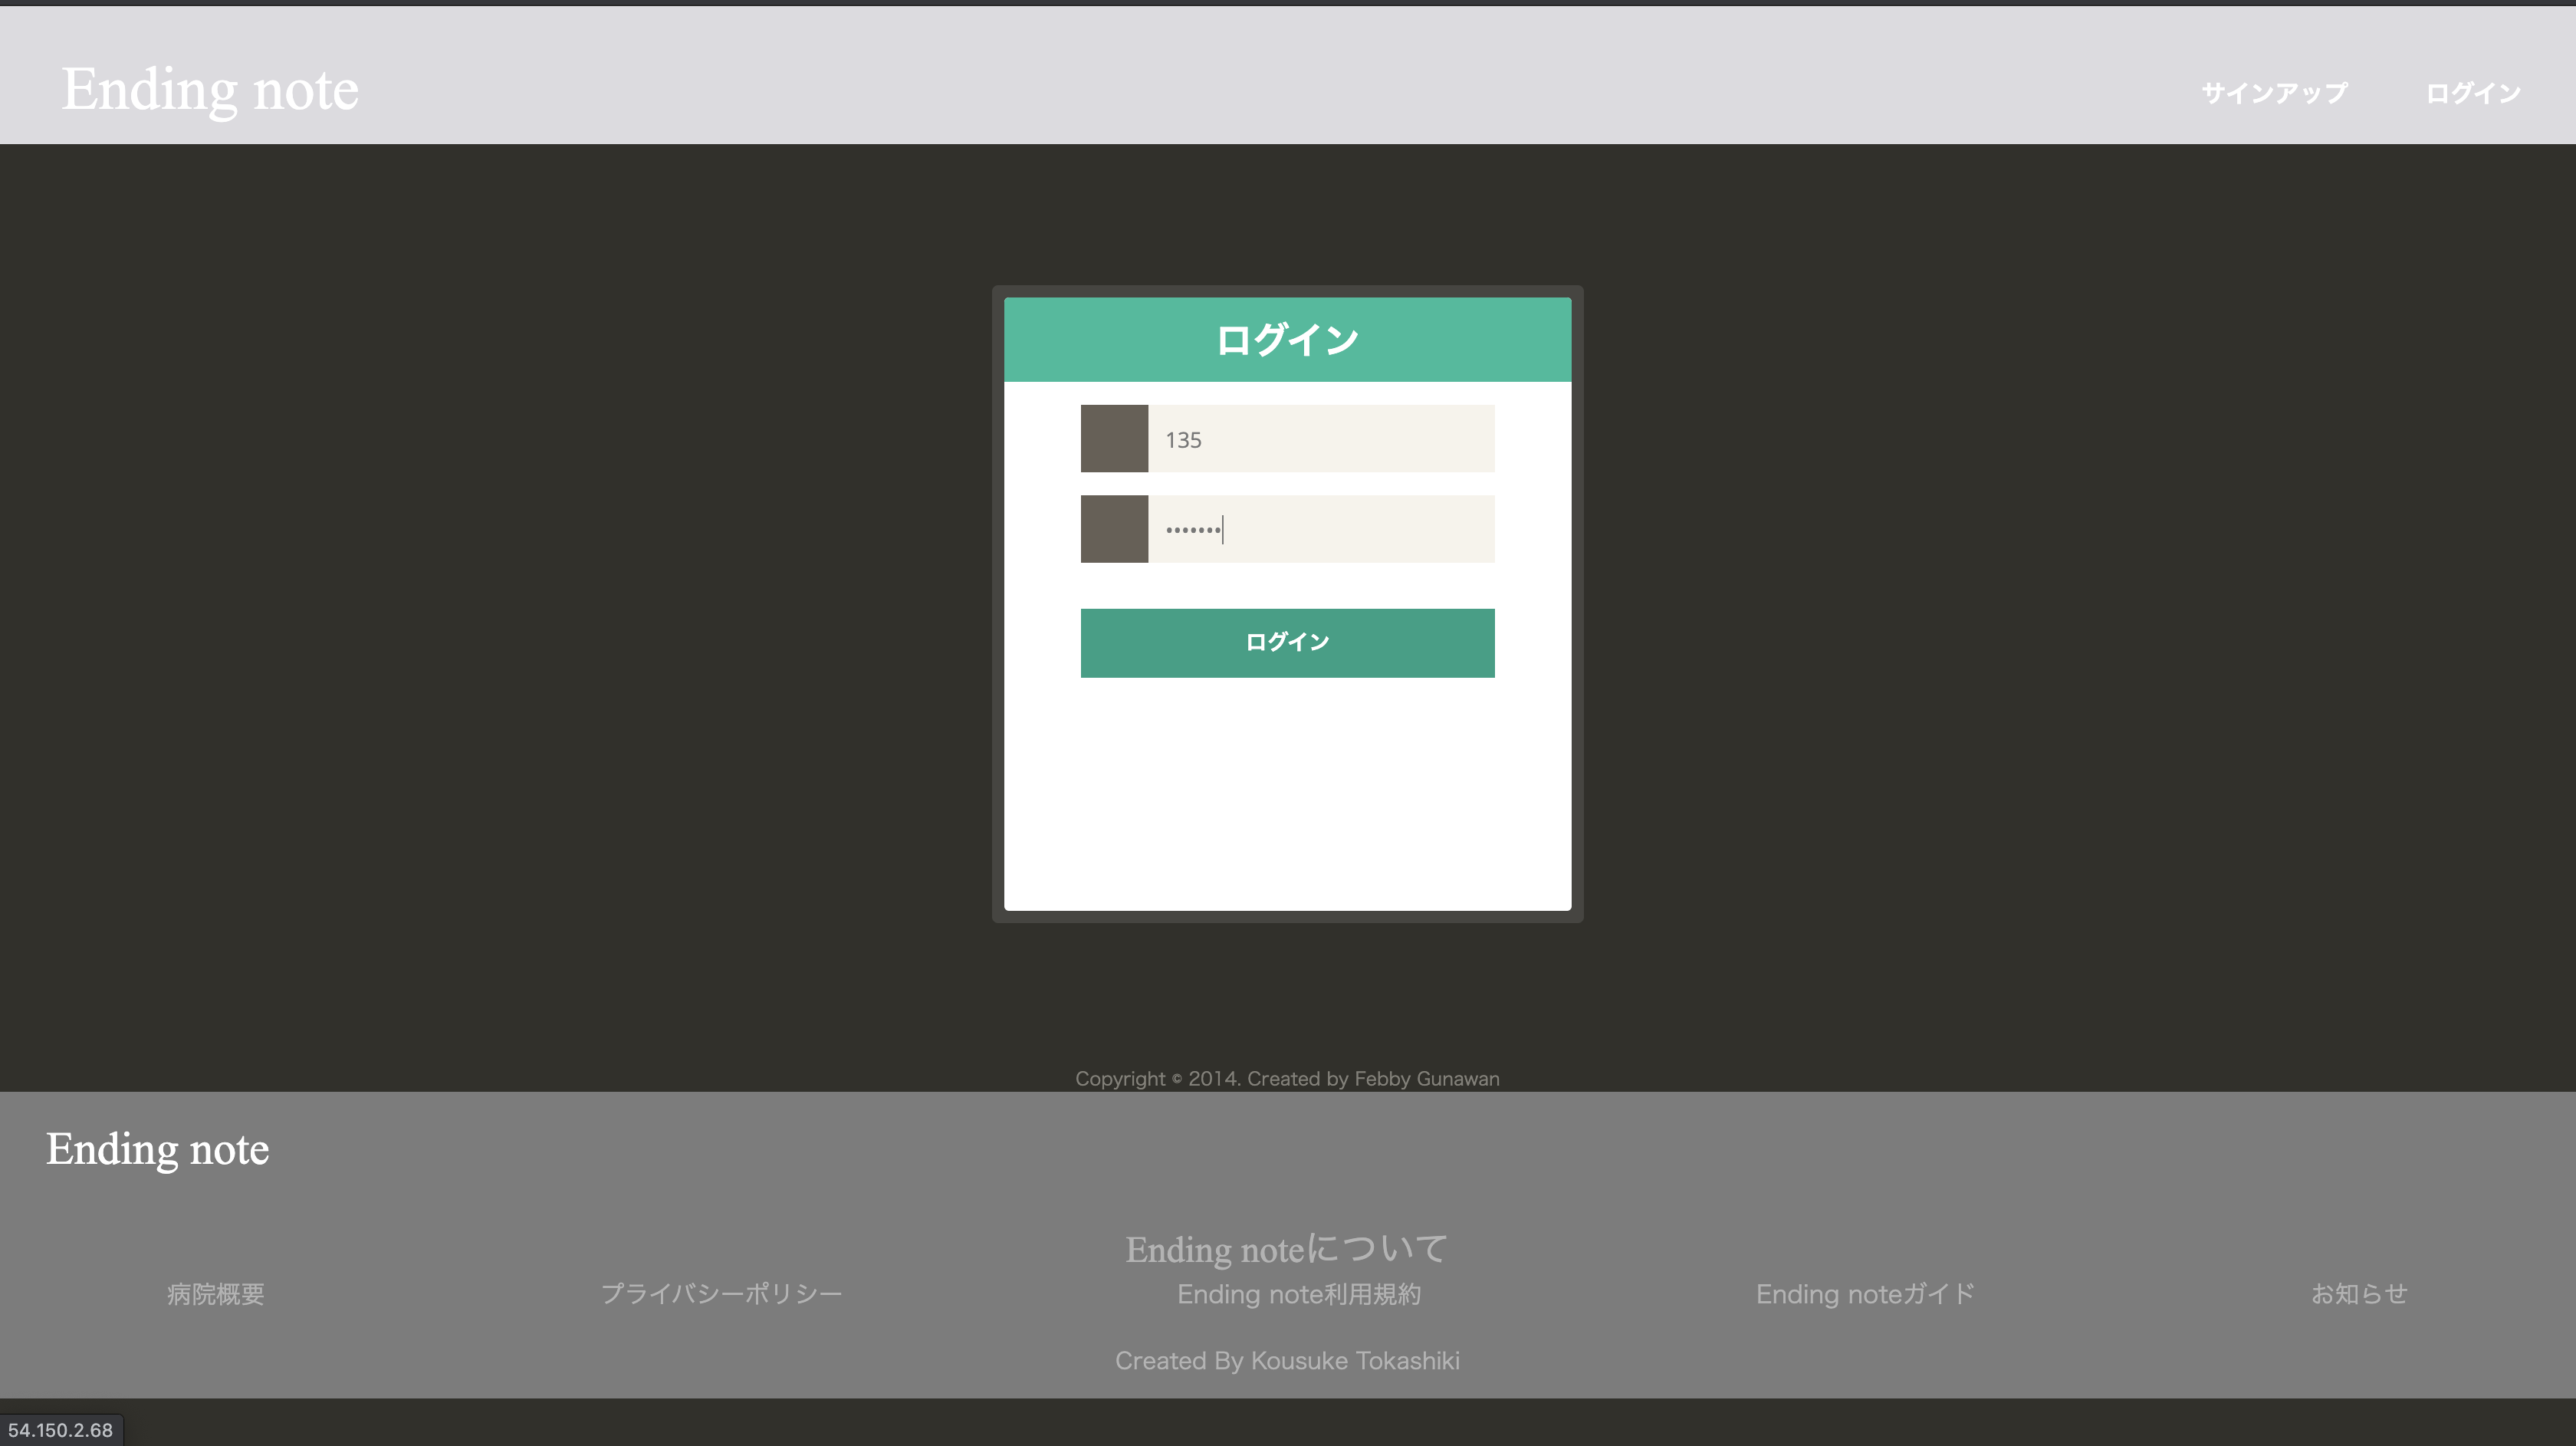 Ending note
サインアップ
ログイン
ログイン
135
•••••••
ログイン
Copyright © 2014. Created by Febby Gunawan
Ending note
Ending noteについて
病院概要
プライバシーポリシー
Ending note利用規約
Ending noteガイド
お知らせ
Created By Kousuke Tokashiki
54.150.2.68